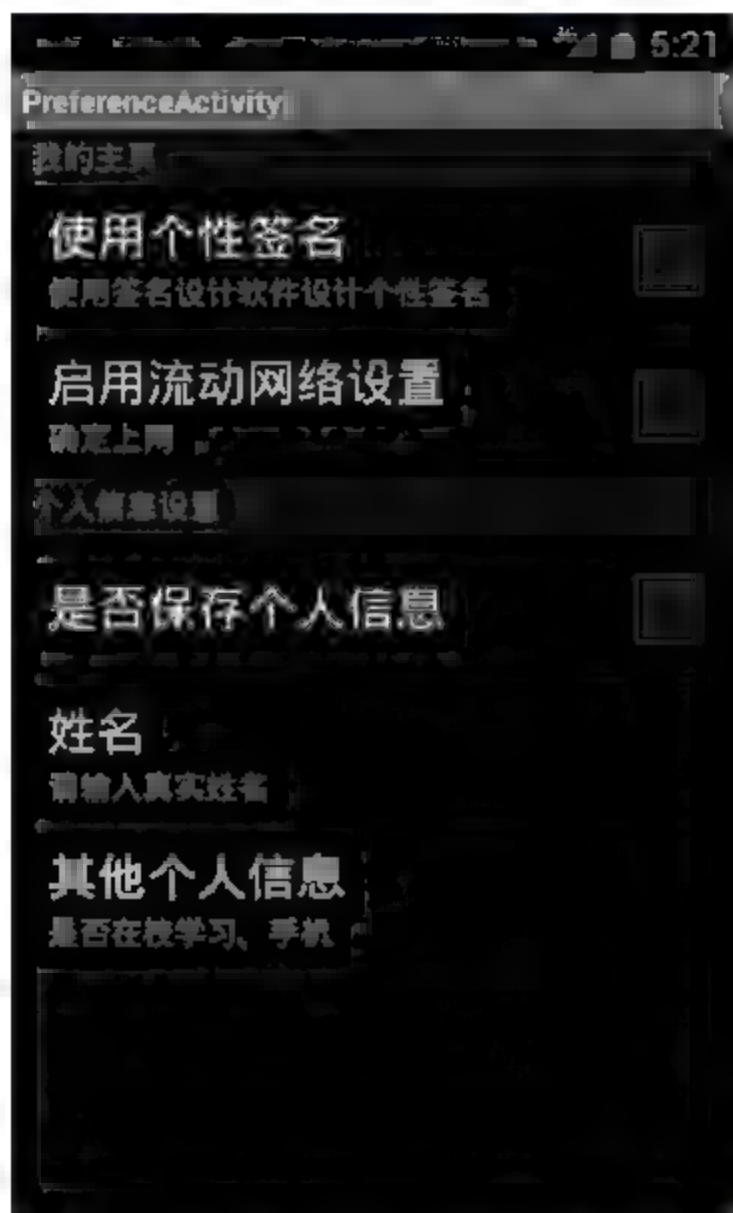 5:21
PreferenceActivity
我的主页
使用个性签名
使用签名设计软件设计个性签名
启用流动网络设置
确定上网
个人信息设置
是否保存个人信息
姓名
请输入真实姓名
其他个人信息
是否在校学习、手机